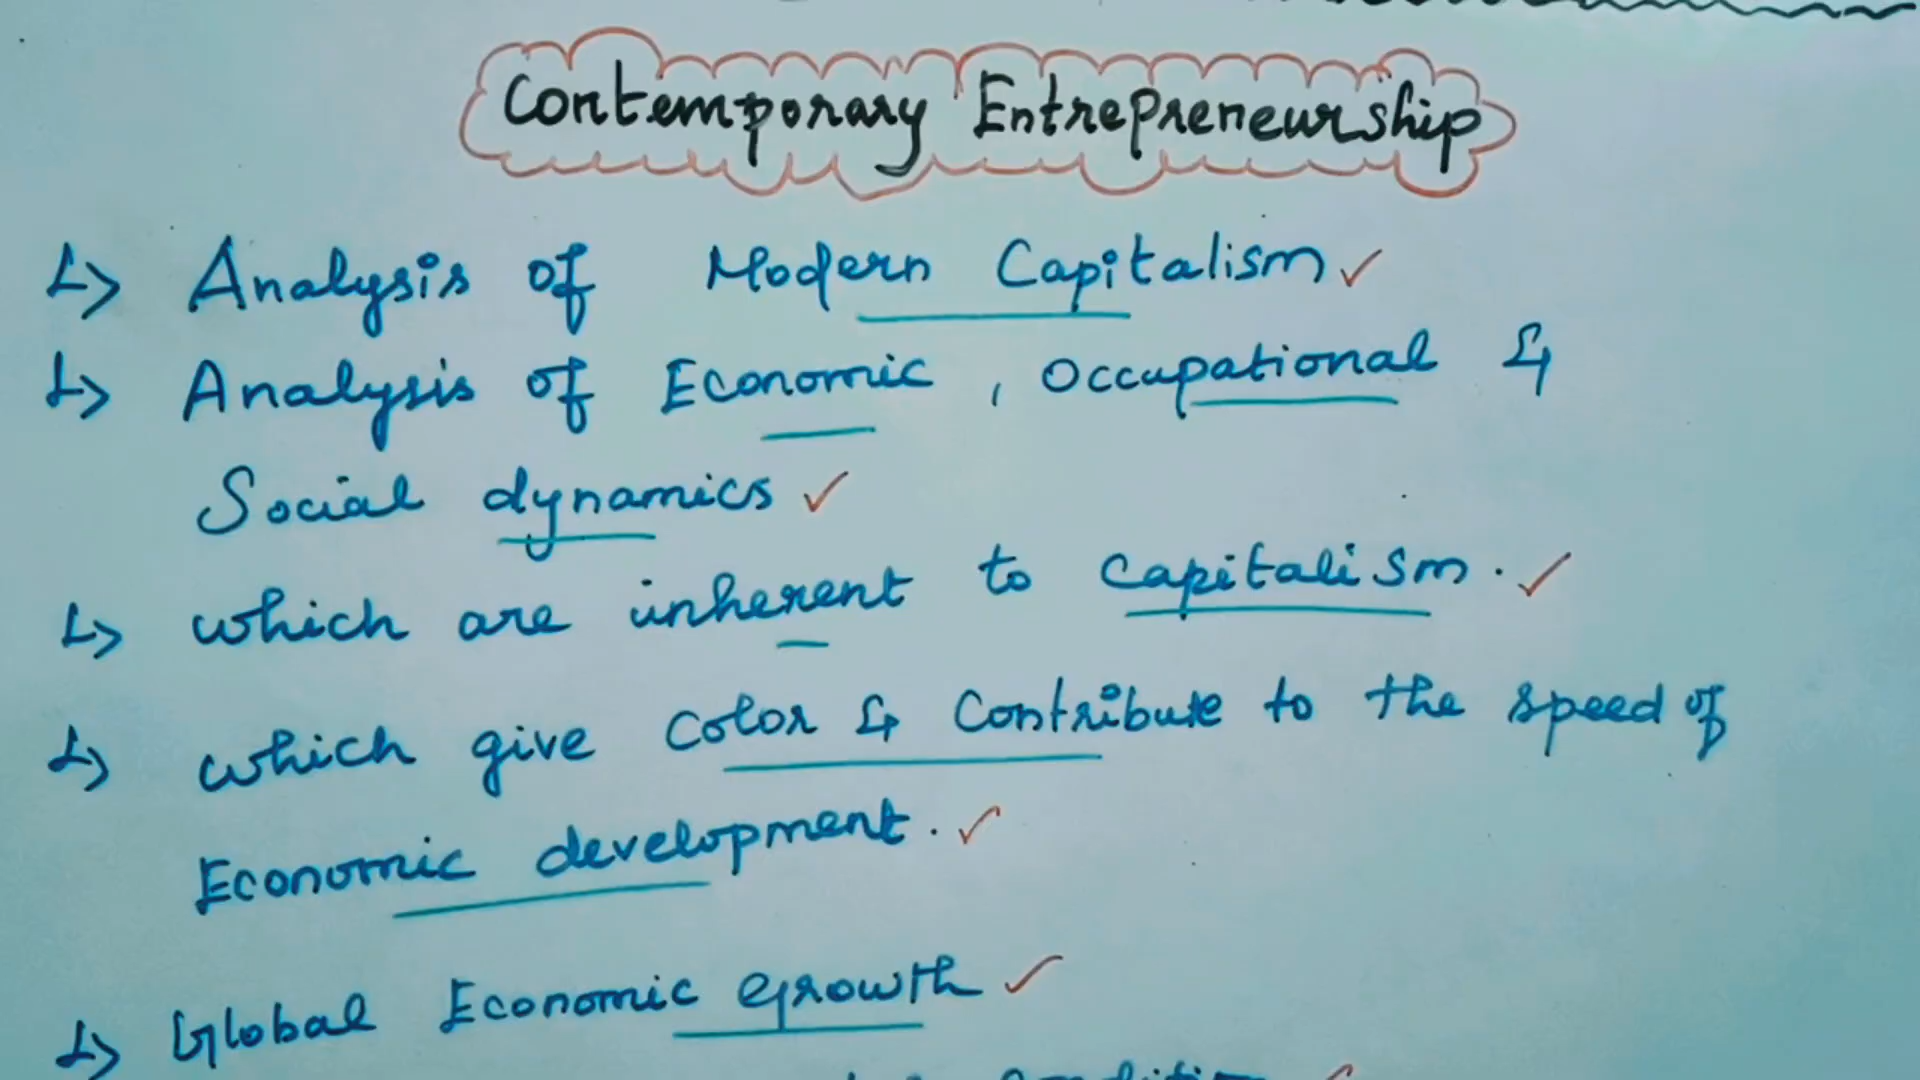 Contemporary Entrepreneurship
↳ Analysis of Modern Capitalism ✓
↳ Analysis of Economic, Occupational &
Social dynamics ✓
↳ which are inherent to capitalism. ✓
↳ which give color & contribute to the speed of
Economic development. ✓
↳ Global Economic growth ✓